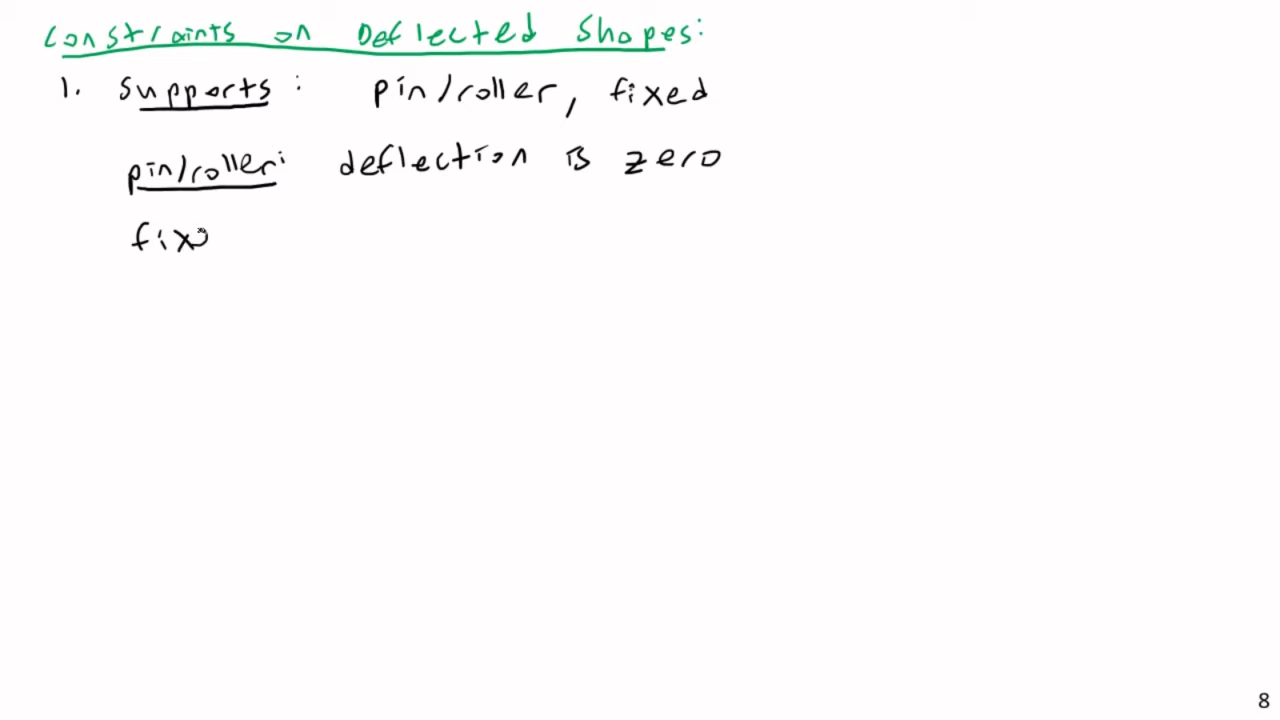 Constraints on Deflected Shapes:
1. Supports: pin/roller, fixed
pin/roller: deflection is zero
fix
8